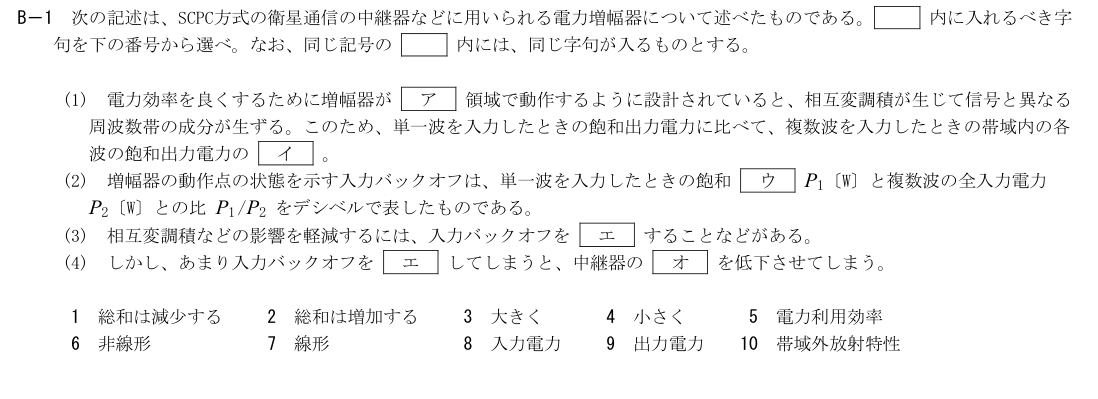 B－1 次の記述は、SCPC方式の衛星通信の中継器などに用いられる電力増幅器について述べたものである。 内に入れるべき字
句を下の番号から選べ。なお、同じ記号の 内には、同じ字句が入るものとする。
(1) 電力効率を良くするために増幅器が ア 領域で動作するように設計されていると、相互変調積が生じて信号と異なる
周波数帯の成分が生ずる。このため、単一波を入力したときの飽和出力電力に比べて、複数波を入力したときの帯域内の各
波の飽和出力電力の イ 。
(2) 増幅器の動作点の状態を示す入力バックオフは、単一波を入力したときの飽和 ウ P₁〔W〕と複数波の全入力電力
P₂〔W〕との比 P₁/P₂ をデシベルで表したものである。
(3) 相互変調積などの影響を軽減するには、入力バックオフを エ することなどがある。
(4) しかし、あまり入力バックオフを エ してしまうと、中継器の オ を低下させてしまう。
1 総和は減少する 2 総和は増加する 3 大きく 4 小さく 5 電力利用効率
6 非線形 7 線形 8 入力電力 9 出力電力 10 帯域外放射特性